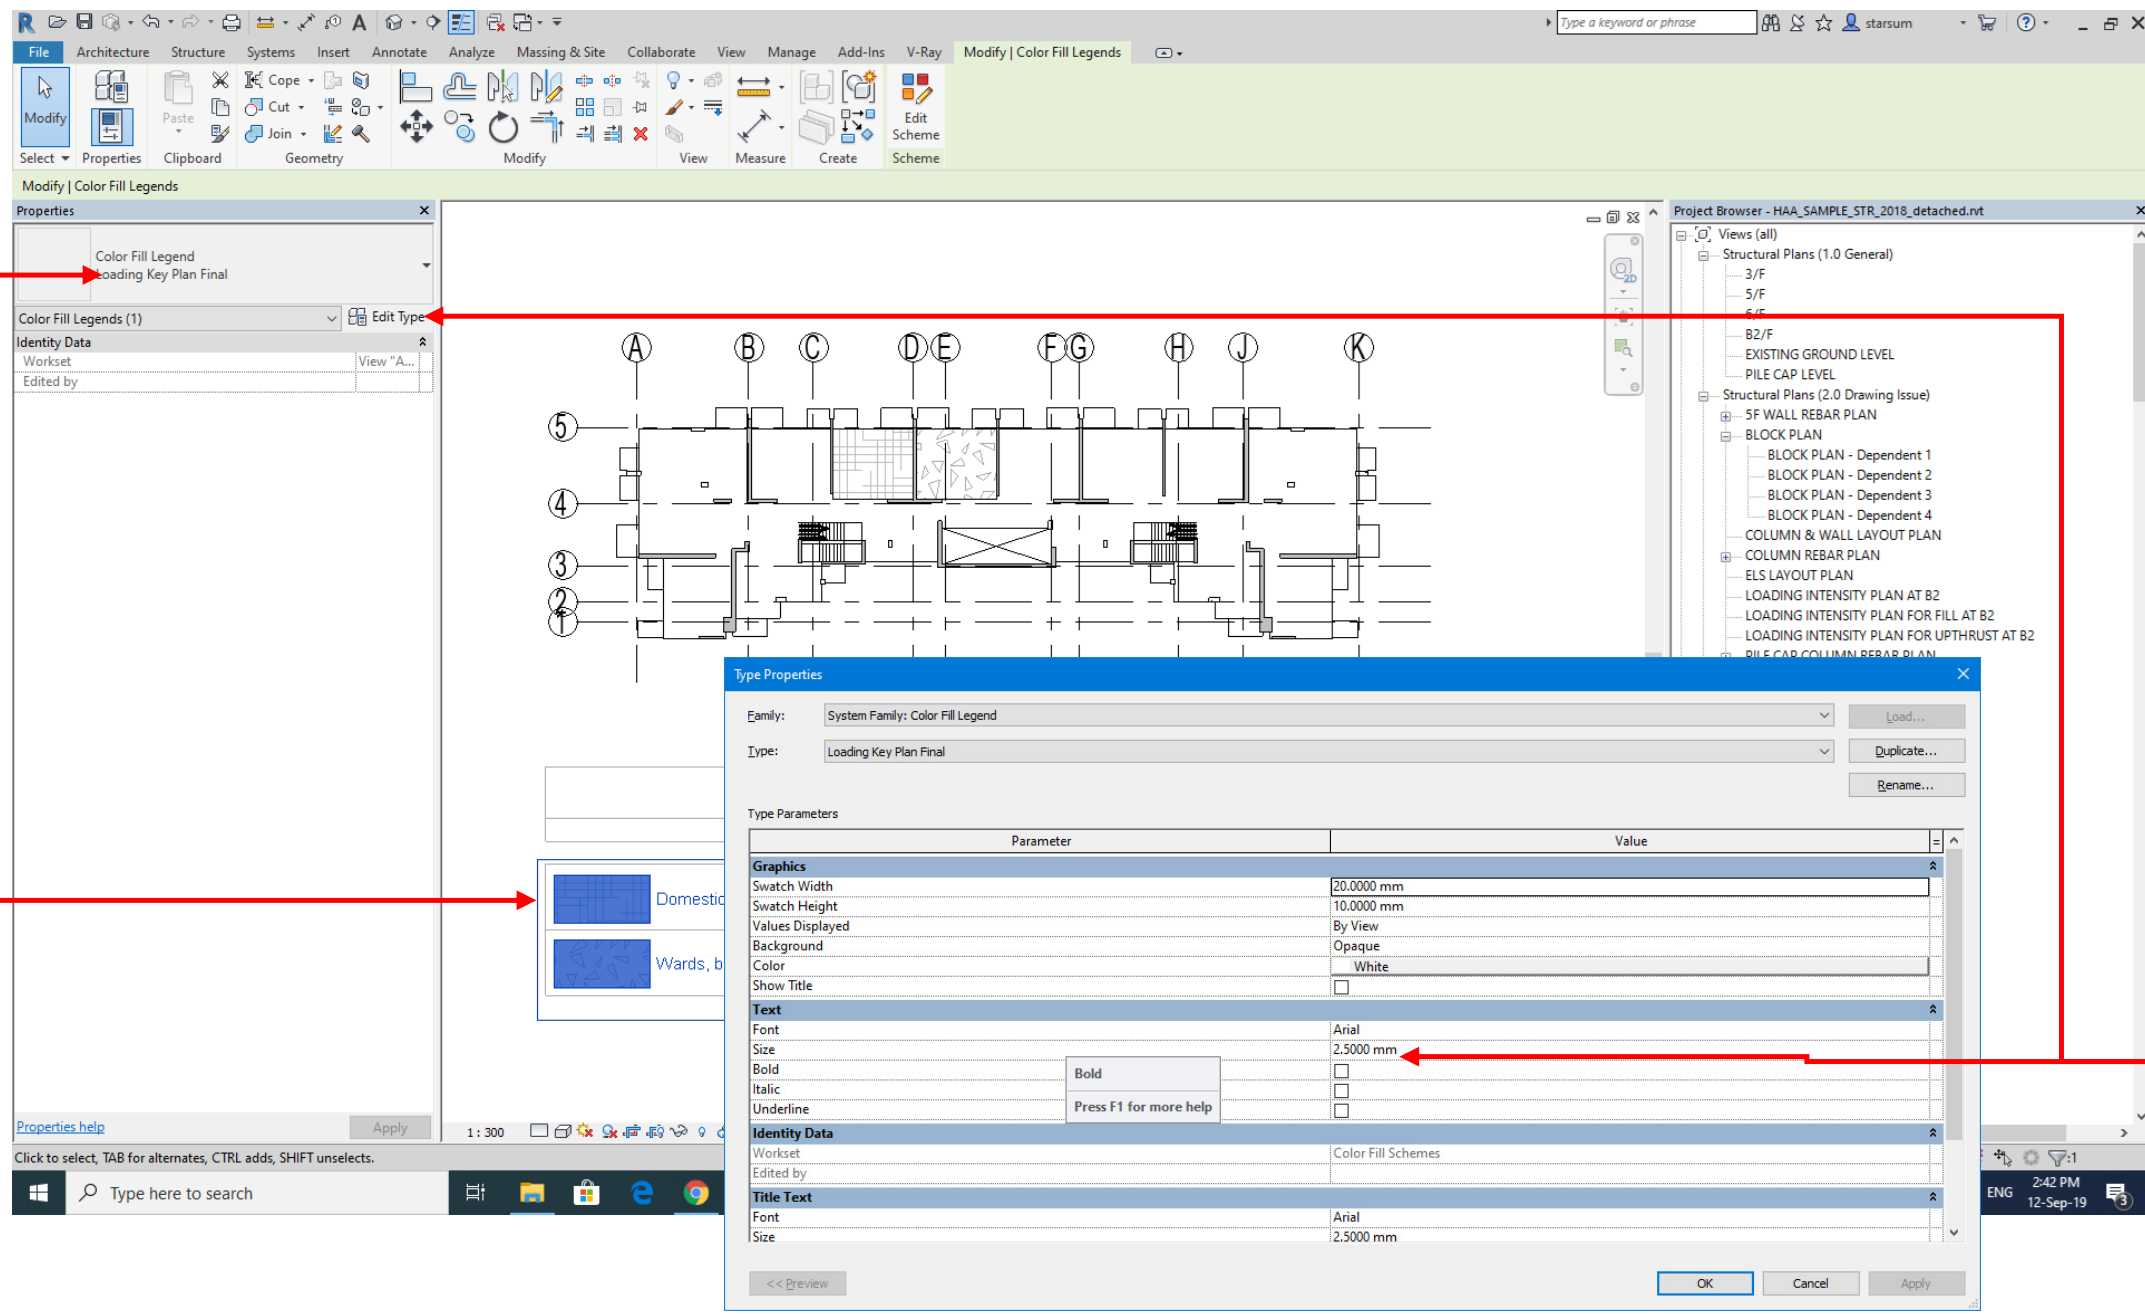 Type a keyword or phrase
starsum
File Architecture Structure Systems Insert Annotate Analyze Massing & Site Collaborate View Manage Add-Ins V-Ray Modify | Color Fill Legends
Modify
Paste
Cope
Cut
Join
Edit
Scheme
Select Properties Clipboard Geometry Modify View Measure Create Scheme
Modify | Color Fill Legends
Properties
Color Fill Legend
Loading Key Plan Final
Color Fill Legends (1)
Edit Type
Identity Data
Workset View "A...
Edited by
Properties help
Apply
2D
A B C D E F G H J K
5
4
3
2
1
Domestic
Wards, b
1 : 300
Project Browser - HAA_SAMPLE_STR_2018_detached.rvt
Views (all)
Structural Plans (1.0 General)
3/F
5/F
6/F
B2/F
EXISTING GROUND LEVEL
PILE CAP LEVEL
Structural Plans (2.0 Drawing Issue)
5F WALL REBAR PLAN
BLOCK PLAN
BLOCK PLAN - Dependent 1
BLOCK PLAN - Dependent 2
BLOCK PLAN - Dependent 3
BLOCK PLAN - Dependent 4
COLUMN & WALL LAYOUT PLAN
COLUMN REBAR PLAN
ELS LAYOUT PLAN
LOADING INTENSITY PLAN AT B2
LOADING INTENSITY PLAN FOR FILL AT B2
LOADING INTENSITY PLAN FOR UPTHRUST AT B2
PILE CAP COLUMN REBAR PLAN
Type Properties
Family: System Family: Color Fill Legend Load...
Type: Loading Key Plan Final Duplicate...
Rename...
Type Parameters
Parameter Value =
Graphics
Swatch Width 20.0000 mm
Swatch Height 10.0000 mm
Values Displayed By View
Background Opaque
Color White
Show Title
Text
Font Arial
Size 2.5000 mm
Bold
Italic
Underline
Bold
Press F1 for more help
Identity Data
Workset Color Fill Schemes
Edited by
Title Text
Font Arial
Size 2.5000 mm
<< Preview
OK Cancel Apply
Click to select, TAB for alternates, CTRL adds, SHIFT unselects.
:1
Type here to search
ENG
2:42 PM
12-Sep-19
3